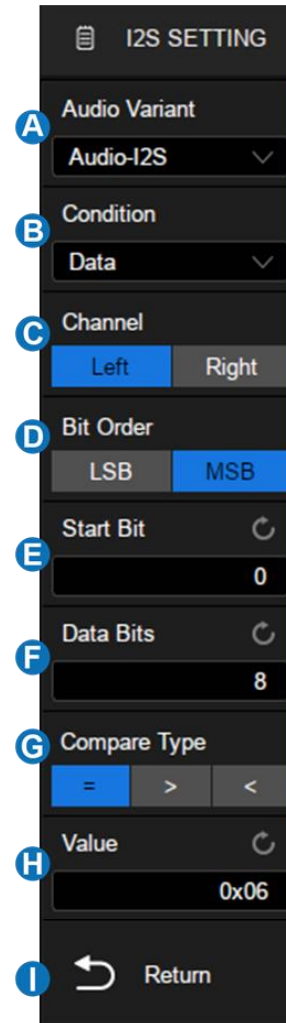 I2S SETTING
A
Audio Variant
Audio-I2S
B
Condition
Data
C
Channel
Left Right
D
Bit Order
LSB MSB
E
Start Bit
0
F
Data Bits
8
G
Compare Type
= > <
H
Value
0x06
I
Return